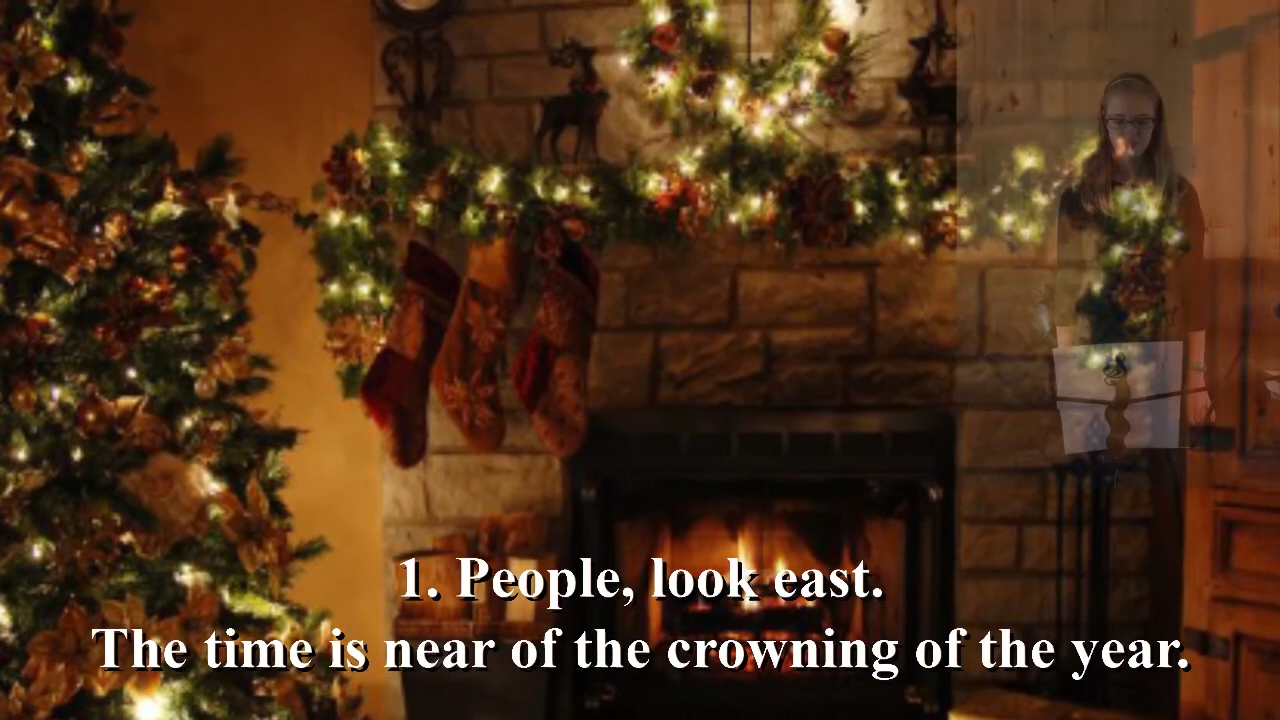 1. People, look east.
The time is near of the crowning of the year.